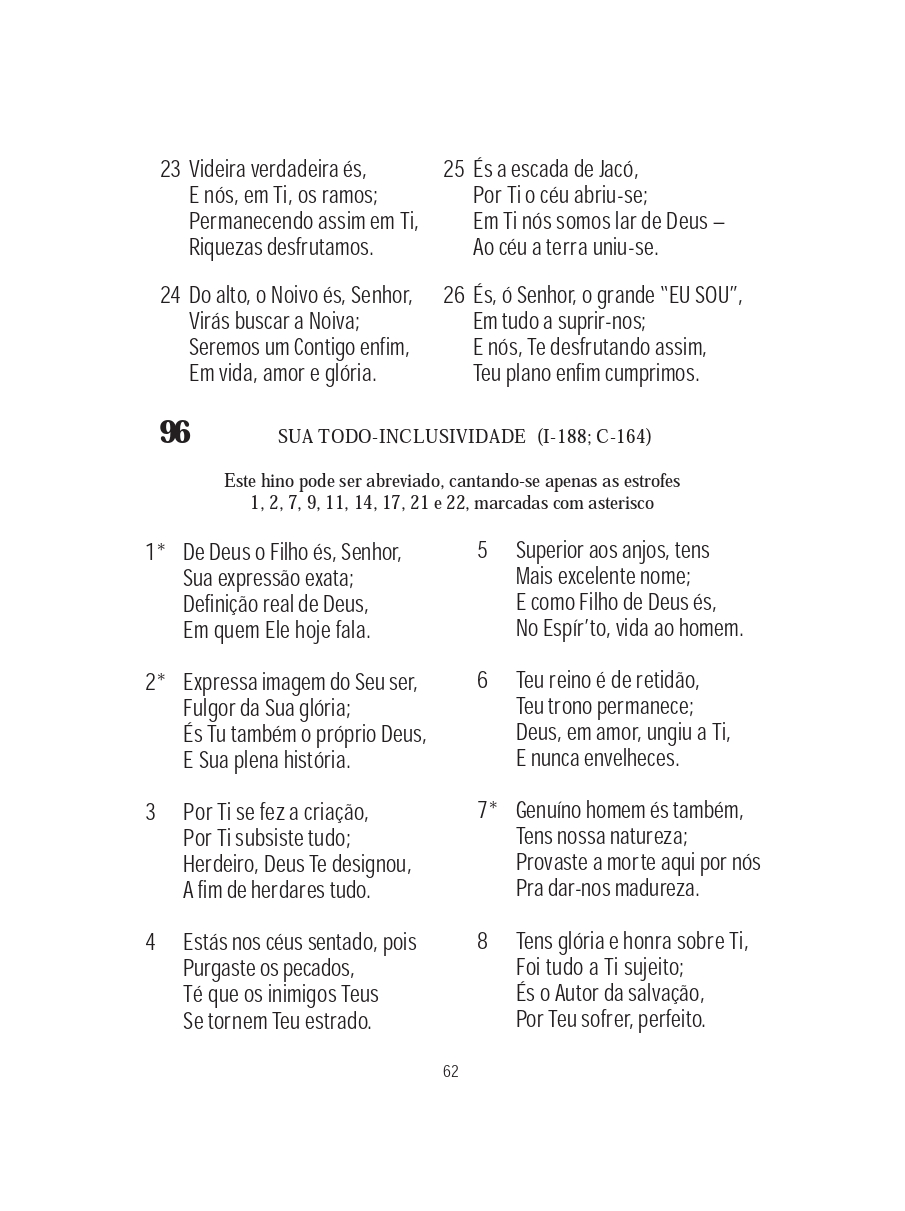 23 Videira verdadeira és,
E nós, em Ti, os ramos;
Permanecendo assim em Ti,
Riquezas desfrutamos.
24 Do alto, o Noivo és, Senhor,
Virás buscar a Noiva;
Seremos um Contigo enfim,
Em vida, amor e glória.
25 És a escada de Jacó,
Por Ti o céu abriu-se;
Em Ti nós somos lar de Deus –
Ao céu a terra uniu-se.
26 És, ó Senhor, o grande “EU SOU”,
Em tudo a suprir-nos;
E nós, Te desfrutando assim,
Teu plano enfim cumprimos.
96 SUA TODO-INCLUSIVIDADE (I-188; C-164)
Este hino pode ser abreviado, cantando-se apenas as estrofes
1, 2, 7, 9, 11, 14, 17, 21 e 22, marcadas com asterisco
1* De Deus o Filho és, Senhor,
Sua expressão exata;
Definição real de Deus,
Em quem Ele hoje fala.
2* Expressa imagem do Seu ser,
Fulgor da Sua glória;
És Tu também o próprio Deus,
E Sua plena história.
3 Por Ti se fez a criação,
Por Ti subsiste tudo;
Herdeiro, Deus Te designou,
A fim de herdares tudo.
4 Estás nos céus sentado, pois
Purgaste os pecados,
Té que os inimigos Teus
Se tornem Teu estrado.
5 Superior aos anjos, tens
Mais excelente nome;
E como Filho de Deus és,
No Espír’to, vida ao homem.
6 Teu reino é de retidão,
Teu trono permanece;
Deus, em amor, ungiu a Ti,
E nunca envelheces.
7* Genuíno homem és também,
Tens nossa natureza;
Provaste a morte aqui por nós
Pra dar-nos madureza.
8 Tens glória e honra sobre Ti,
Foi tudo a Ti sujeito;
És o Autor da salvação,
Por Teu sofrer, perfeito.
62